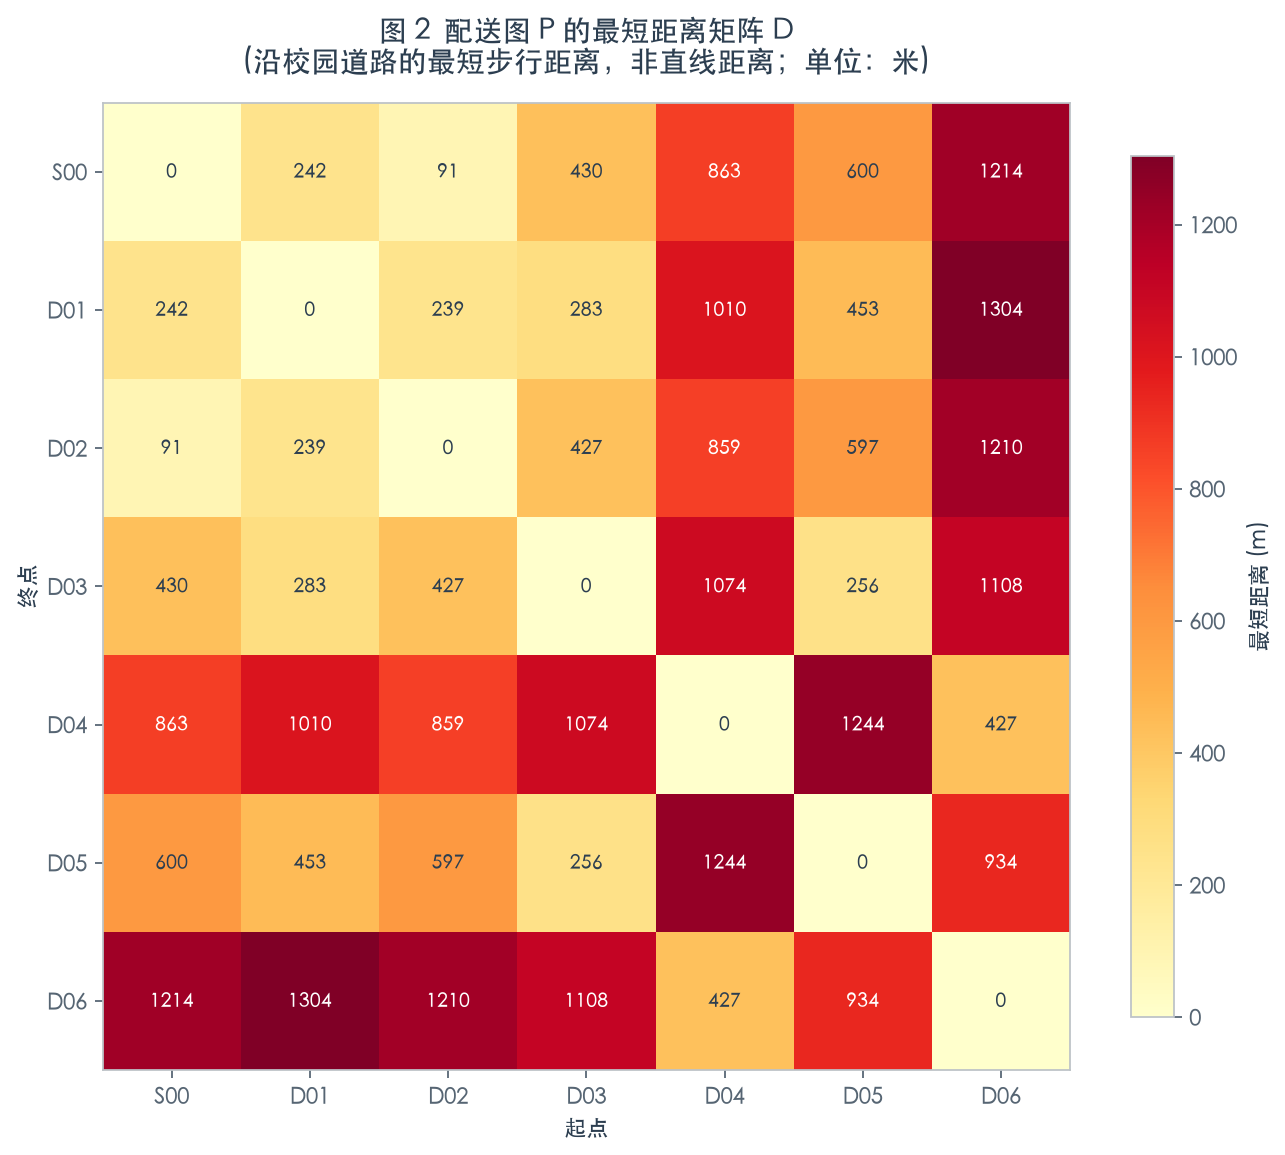 图 2 配送图 P 的最短距离矩阵 D
(沿校园道路的最短步行距离，非直线距离；单位：米)
S00 0 242 91 430 863 600 1214
D01 242 0 239 283 1010 453 1304
D02 91 239 0 427 859 597 1210
D03 430 283 427 0 1074 256 1108
D04 863 1010 859 1074 0 1244 427
D05 600 453 597 256 1244 0 934
D06 1214 1304 1210 1108 427 934 0
S00 D01 D02 D03 D04 D05 D06
起点
终点
1200
1000
800
600
400
200
0
最短距离 (m)